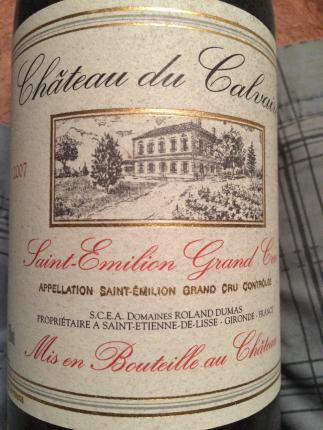 Château du Calvaire
2007
Saint-Emilion Grand Cru
APPELLATION SAINT-ÉMILION GRAND CRU CONTRÔLÉE
S.C.E.A. DOMAINES ROLAND DUMAS
PROPRIÉTAIRE A SAINT-ETIENNE-DE-LISSE - GIRONDE - FRANCE
Mis en Bouteille au Château